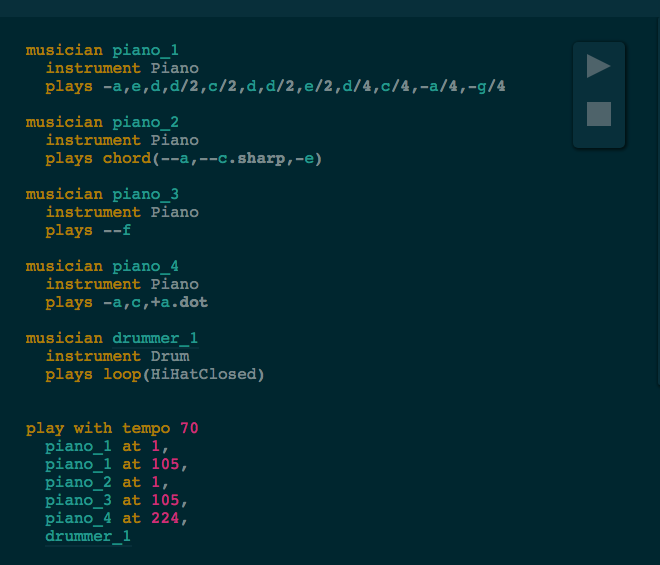 musician piano_1
instrument Piano
plays -a,e,d,d/2,c/2,d,d/2,e/2,d/4,c/4,-a/4,-g/4
musician piano_2
instrument Piano
plays chord(--a,--c.sharp,-e)
musician piano_3
instrument Piano
plays --f
musician piano_4
instrument Piano
plays -a,c,+a.dot
musician drummer_1
instrument Drum
plays loop(HiHatClosed)
play with tempo 70
piano_1 at 1,
piano_1 at 105,
piano_2 at 1,
piano_3 at 105,
piano_4 at 224,
drummer_1